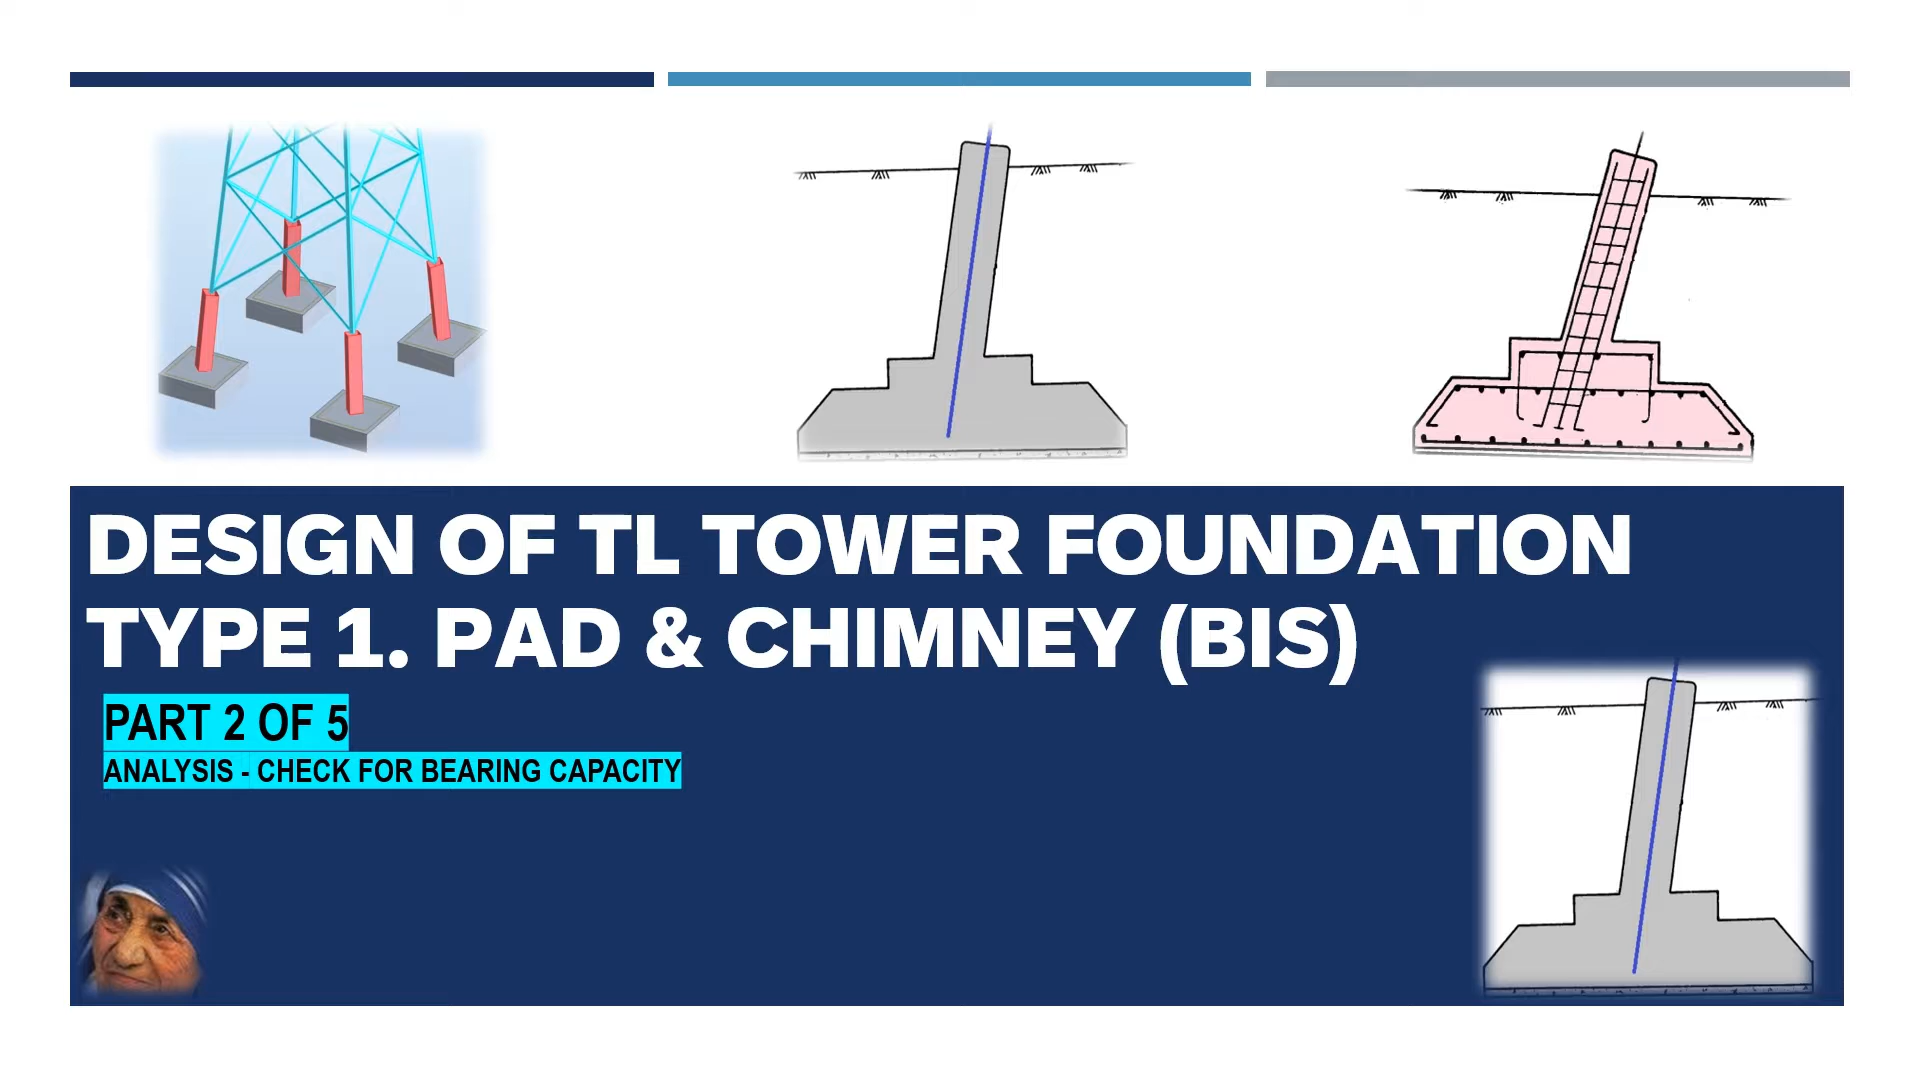 DESIGN OF TL TOWER FOUNDATION
TYPE 1. PAD & CHIMNEY (BIS)
PART 2 OF 5
ANALYSIS - CHECK FOR BEARING CAPACITY